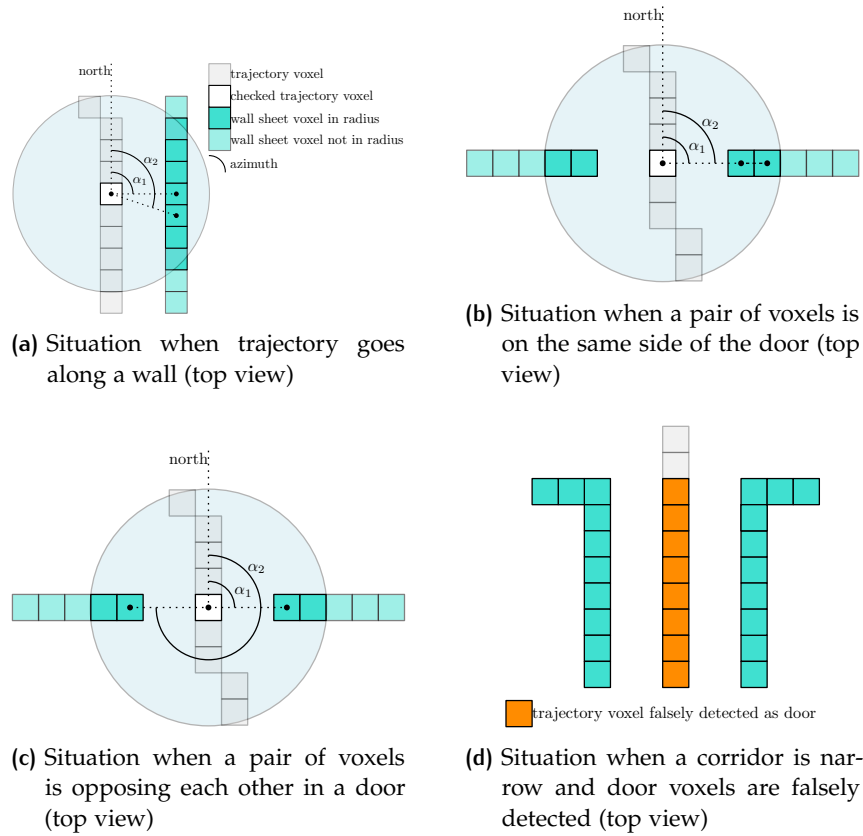 north
trajectory voxel
checked trajectory voxel
wall sheet voxel in radius
wall sheet voxel not in radius
azimuth
α₂
α₁
(a) Situation when trajectory goes
along a wall (top view)
north
α₂
α₁
(b) Situation when a pair of voxels is
on the same side of the door (top
view)
north
α₂
α₁
(c) Situation when a pair of voxels
is opposing each other in a door
(top view)
trajectory voxel falsely detected as door
(d) Situation when a corridor is nar-
row and door voxels are falsely
detected (top view)